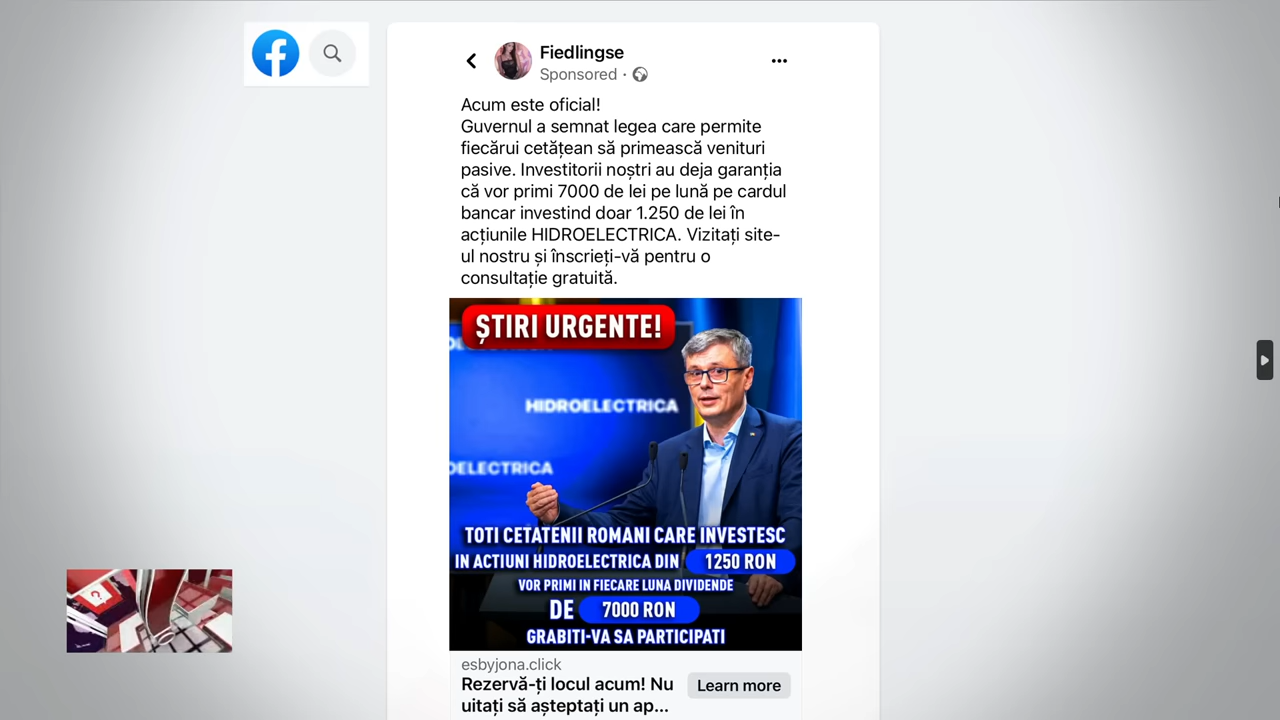 Fiedlingse
Sponsored ·
Acum este oficial!
Guvernul a semnat legea care permite
fiecărui cetățean să primească venituri
pasive. Investitorii noștri au deja garanția
că vor primi 7000 de lei pe lună pe cardul
bancar investind doar 1.250 de lei în
acțiunile HIDROELECTRICA. Vizitați site-
ul nostru și înscrieți-vă pentru o
consultație gratuită.
ȘTIRI URGENTE!
HIDROELECTRICA
OELECTRICA
TOTI CETATENII ROMANI CARE INVESTESC
IN ACTIUNI HIDROELECTRICA DIN 1250 RON
VOR PRIMI IN FIECARE LUNA DIVIDENDE
DE 7000 RON
GRABITI-VA SA PARTICIPATI
esbyjona.click
Rezervă-ți locul acum! Nu
uitați să așteptați un ap...
Learn more